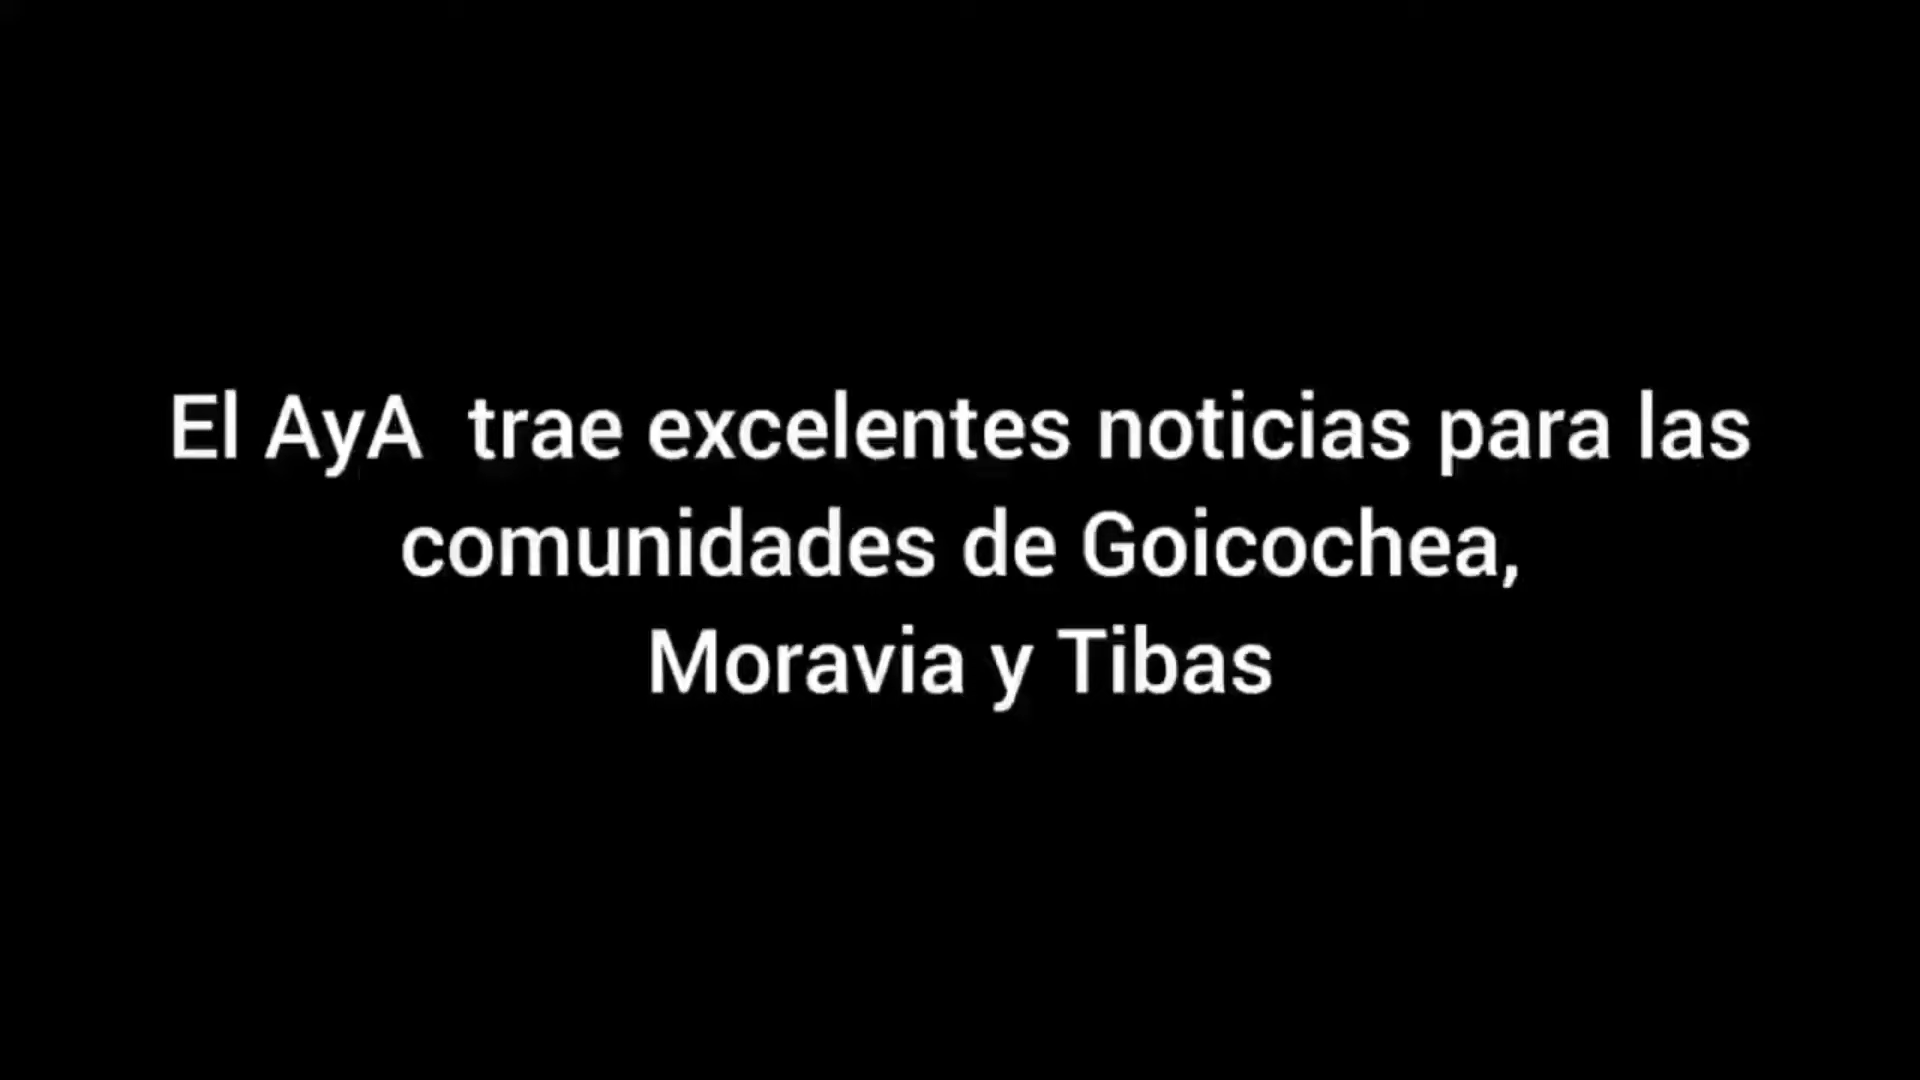 El AyA  trae excelentes noticias para las
comunidades de Goicochea,
Moravia y Tibas